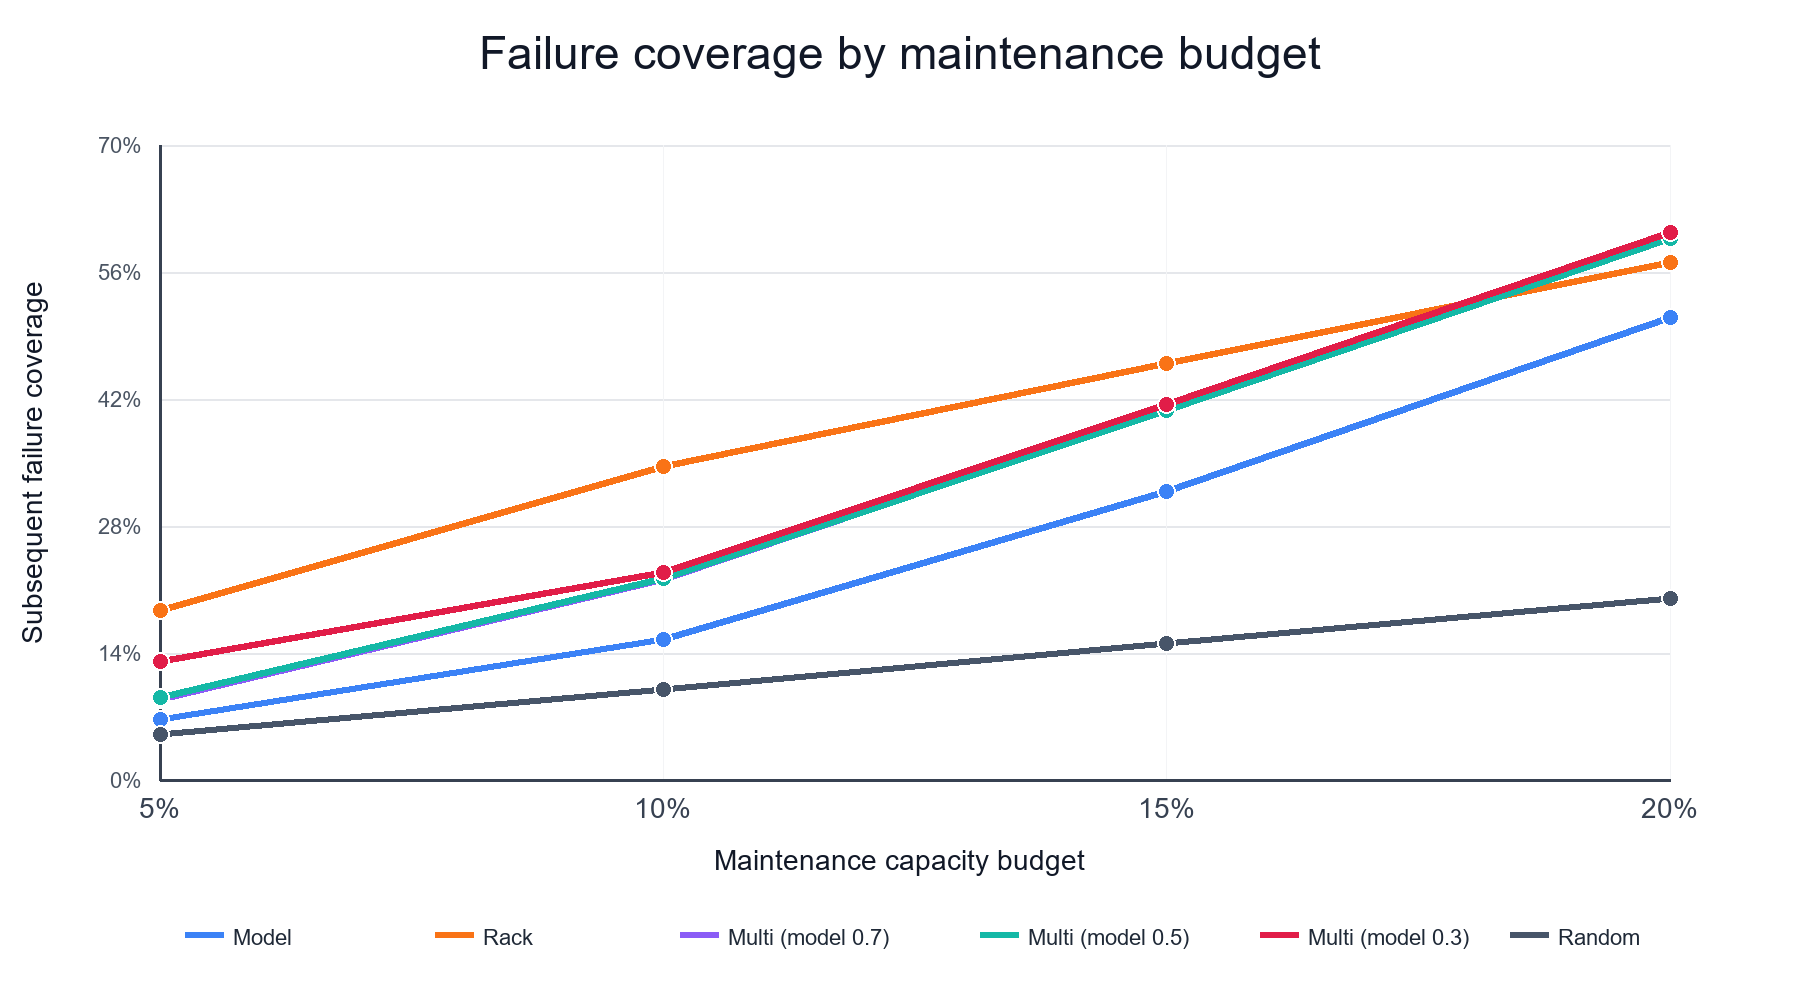 Failure coverage by maintenance budget
70%
56%
42%
28%
14%
0%
Subsequent failure coverage
5% 10% 15% 20%
Maintenance capacity budget
Model Rack Multi (model 0.7) Multi (model 0.5) Multi (model 0.3) Random